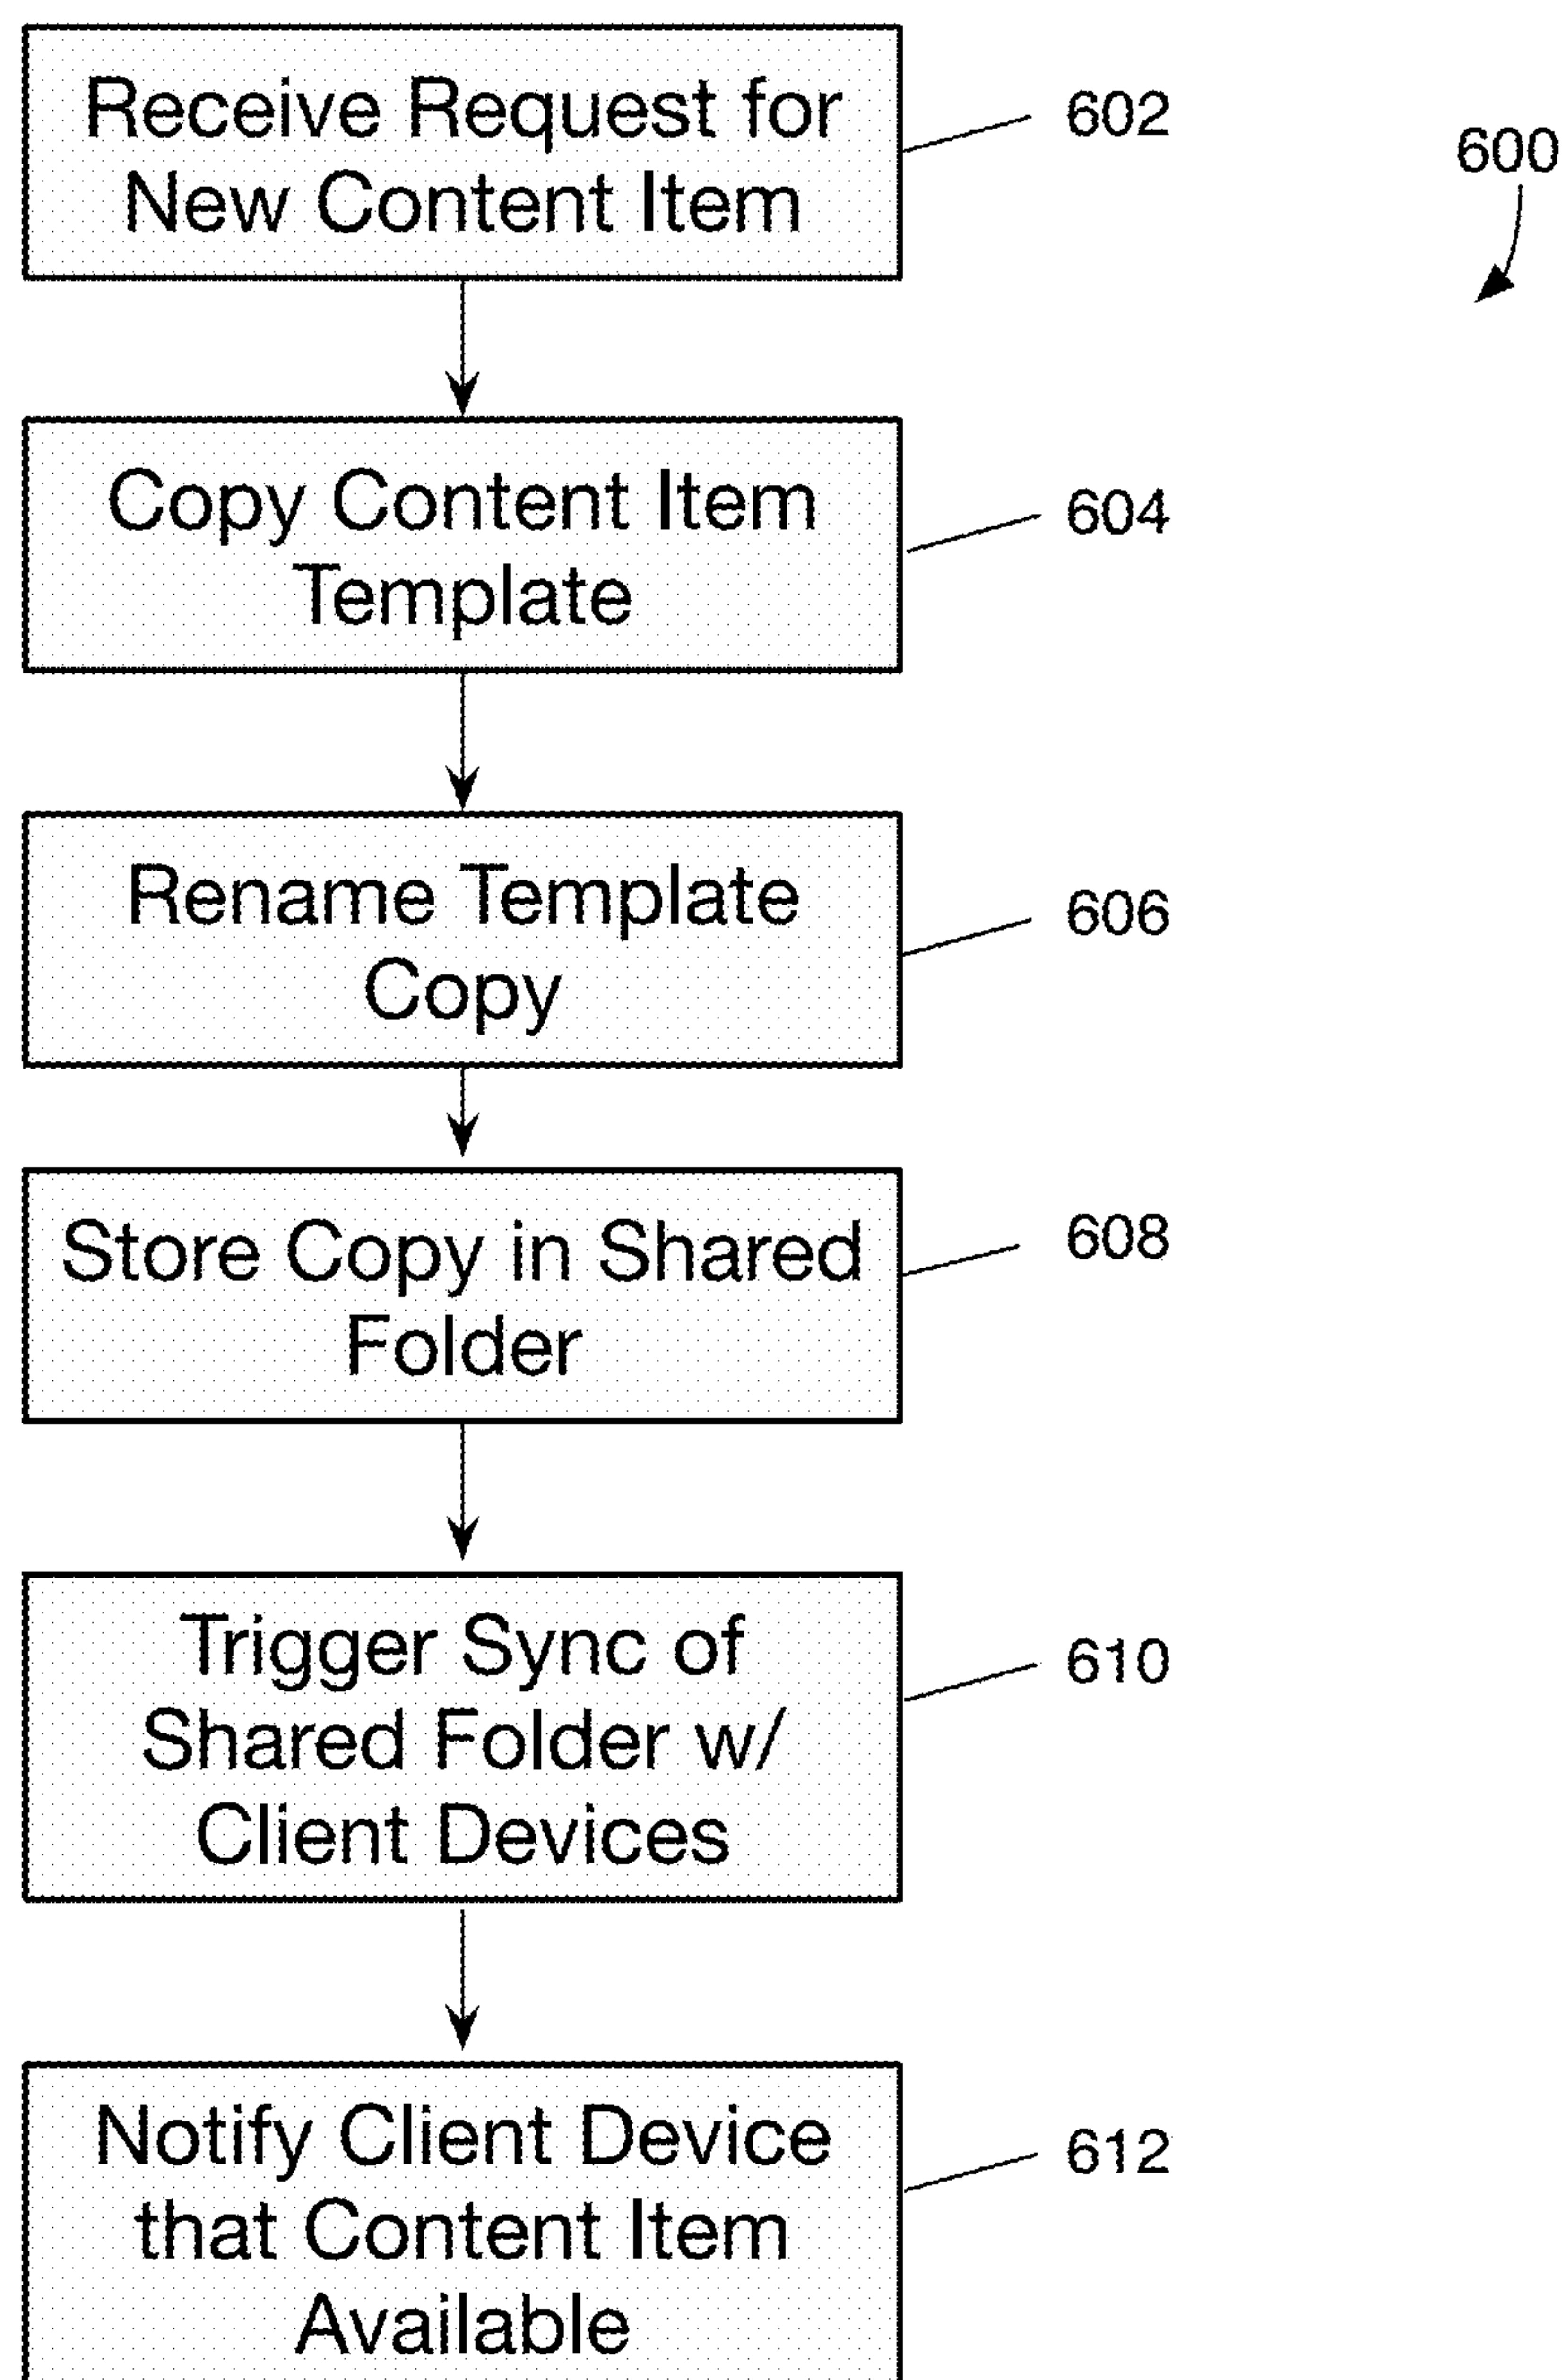 Receive Request for
New Content Item
602
600
Copy Content Item
Template
604
Rename Template
Copy
606
Store Copy in Shared
Folder
608
Trigger Sync of
Shared Folder w/
Client Devices
610
Notify Client Device
that Content Item
Available
612